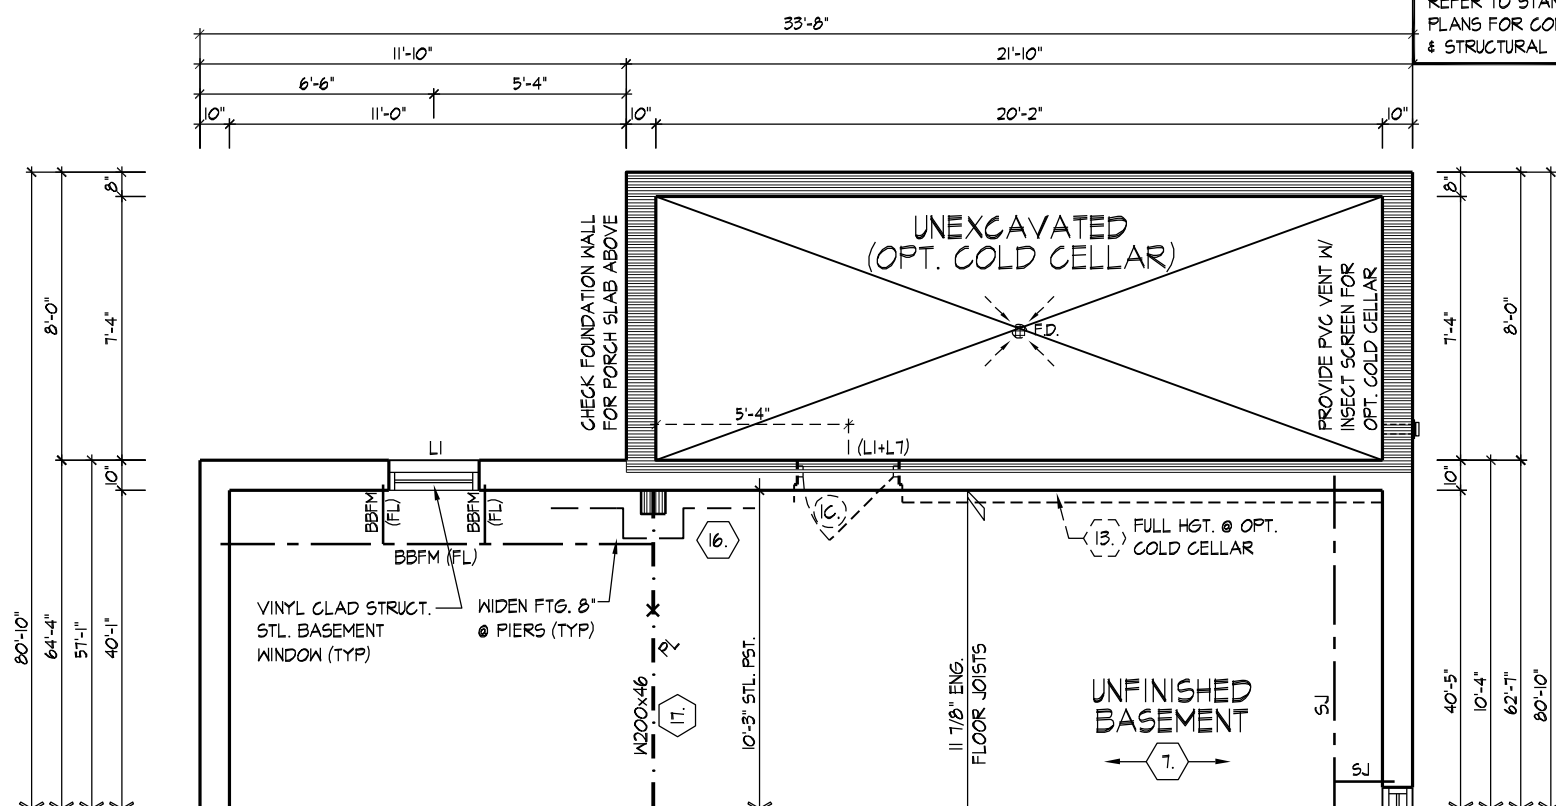 REFER TO
PLANS FOR
& STRUCTURAL
33'-8"
11'-10"
21'-10"
6'-6"
5'-4"
10"
11'-0"
10"
20'-2"
10"
8"
8'-0"
7'-4"
10"
80'-10"
64'-4"
57'-1"
40'-1"
CHECK FOUNDATION WALL
FOR PORCH SLAB ABOVE
UNEXCAVATED
(OPT. COLD CELLAR)
F.D.
PROVIDE PVC VENT W/
INSECT SCREEN FOR
OPT. COLD CELLAR
5'-4"
1 (L1+L7)
8"
7'-4"
8'-0"
10"
40'-5"
10'-4"
62'-7"
80'-10"
L1
BBFM
(FL)
BBFM
(FL)
BBFM (FL)
16.
1C.
13.
FULL HGT. @ OPT.
COLD CELLAR
VINYL CLAD STRUCT.
STL. BASEMENT
WINDOW (TYP)
WIDEN FTG. 8"
@ PIERS (TYP)
PL
W200x46
17.
10'-3" STL. PST.
11 7/8" ENG.
FLOOR JOISTS
UNFINISHED
BASEMENT
7.
SJ
SJ